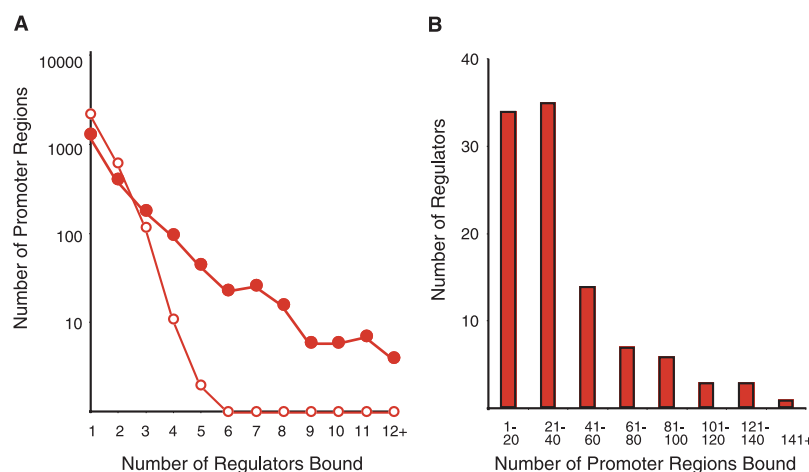 A
Number of Promoter Regions
10000
1000
100
10
1 2 3 4 5 6 7 8 9 10 11 12+
Number of Regulators Bound
B
Number of Regulators
40
30
20
10
1- 21- 41- 61- 81- 101- 121-
20 40 60 80 100 120 140 141+
Number of Promoter Regions Bound